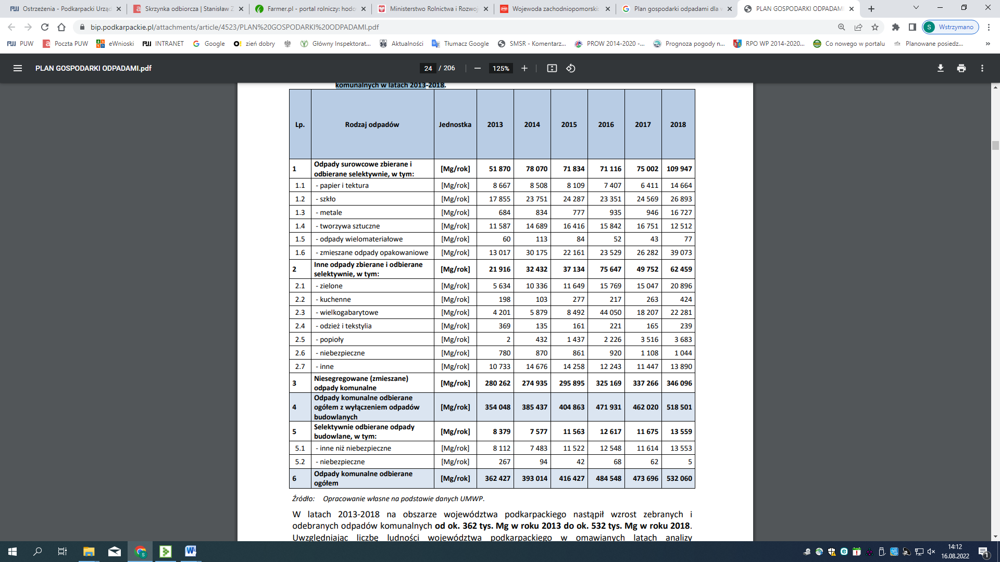 Ostrzeżenia - Podkarpacki Urząd
Skrzynka odbiorcza | Stanisław Z
Farmer.pl - portal rolniczy: hodo
Ministerstwo Rolnictwa i Rozwoj
Wojewoda zachodniopomorski:
Plan gospodarki odpadami dla w
PLAN GOSPODARKI ODPADAMI
bip.podkarpackie.pl/attachments/article/4523/PLAN%20GOSPODARKI%20ODPADAMI.pdf
S Wstrzymano
PUW Poczta PUW eWnioski INTRANET Google zień dobry Główny Inspektorat... Aktualności Tłumacz Google SMSR - Komentarz... PROW 2014-2020 -... Prognoza pogody n... RPO WP 2014-2020... Co nowego w portalu Planowane posiedz... »
PLAN GOSPODARKI ODPADAMI.pdf 24 / 206 125%
komunalnych w latach 2013-2018.
Lp. Rodzaj odpadów Jednostka 2013 2014 2015 2016 2017 2018
1 Odpady surowcowe zbierane i odbierane selektywnie, w tym: [Mg/rok] 51 870 78 070 71 834 71 116 75 002 109 947
1.1 - papier i tektura [Mg/rok] 8 667 8 508 8 109 7 407 6 411 14 664
1.2 - szkło [Mg/rok] 17 855 23 751 24 287 23 351 24 569 26 893
1.3 - metale [Mg/rok] 684 834 777 935 946 16 727
1.4 - tworzywa sztuczne [Mg/rok] 11 587 14 689 16 416 15 842 16 751 12 512
1.5 - odpady wielomateriałowe [Mg/rok] 60 113 84 52 43 77
1.6 - zmieszane odpady opakowaniowe [Mg/rok] 13 017 30 175 22 161 23 529 26 282 39 073
2 Inne odpady zbierane i odbierane selektywnie, w tym: [Mg/rok] 21 916 32 432 37 134 75 647 49 752 62 459
2.1 - zielone [Mg/rok] 5 634 10 336 11 649 15 769 15 047 20 896
2.2 - kuchenne [Mg/rok] 198 103 277 217 263 424
2.3 - wielkogabarytowe [Mg/rok] 4 201 5 879 8 492 44 050 18 207 22 281
2.4 - odzież i tekstylia [Mg/rok] 369 135 161 221 165 239
2.5 - popioły [Mg/rok] 2 432 1 437 2 226 3 516 3 683
2.6 - niebezpieczne [Mg/rok] 780 870 861 920 1 108 1 044
2.7 - inne [Mg/rok] 10 733 14 676 14 258 12 243 11 447 13 890
3 Niesegregowane (zmieszane) odpady komunalne [Mg/rok] 280 262 274 935 295 895 325 169 337 266 346 096
4 Odpady komunalne odbierane ogółem z wyłączeniem odpadów budowlanych [Mg/rok] 354 048 385 437 404 863 471 931 462 020 518 501
5 Selektywnie odbierane odpady budowlane, w tym: [Mg/rok] 8 379 7 577 11 563 12 617 11 675 13 559
5.1 - inne niż niebezpieczne [Mg/rok] 8 112 7 483 11 522 12 548 11 614 13 553
5.2 - niebezpieczne [Mg/rok] 267 94 42 68 62 5
6 Odpady komunalne odbierane ogółem [Mg/rok] 362 427 393 014 416 427 484 548 473 696 532 060
Źródło: Opracowanie własne na podstawie danych UMWP.
W latach 2013-2018 na obszarze województwa podkarpackiego nastąpił wzrost zebranych i
odebranych odpadów komunalnych od ok. 362 tys. Mg w roku 2013 do ok. 532 tys. Mg w roku 2018.
Uwzględniając liczbę ludności województwa podkarpackiego w omawianych latach analizy
14:12
16.08.2022
1